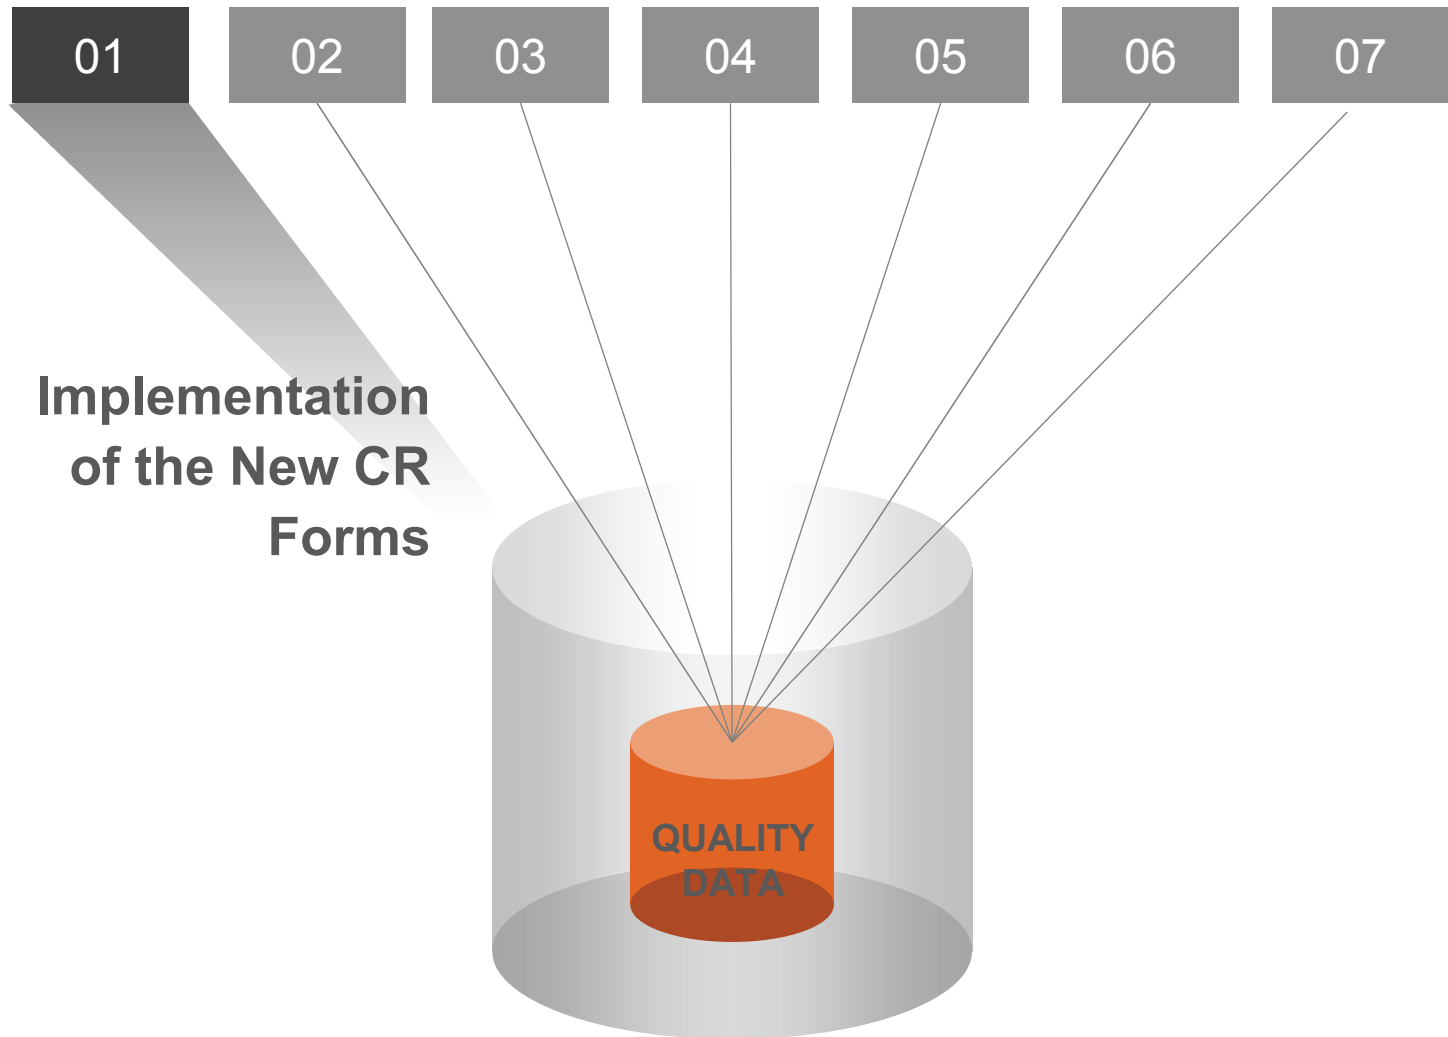 01
02
03
04
05
06
07
Implementation
of the New CR
Forms
QUALITY
DATA